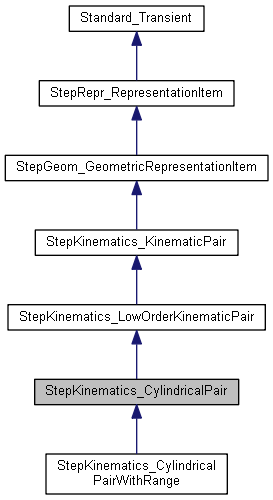 Standard_Transient
StepRepr_RepresentationItem
StepGeom_GeometricRepresentationItem
StepKinematics_KinematicPair
StepKinematics_LowOrderKinematicPair
StepKinematics_CylindricalPair
StepKinematics_Cylindrical
PairWithRange